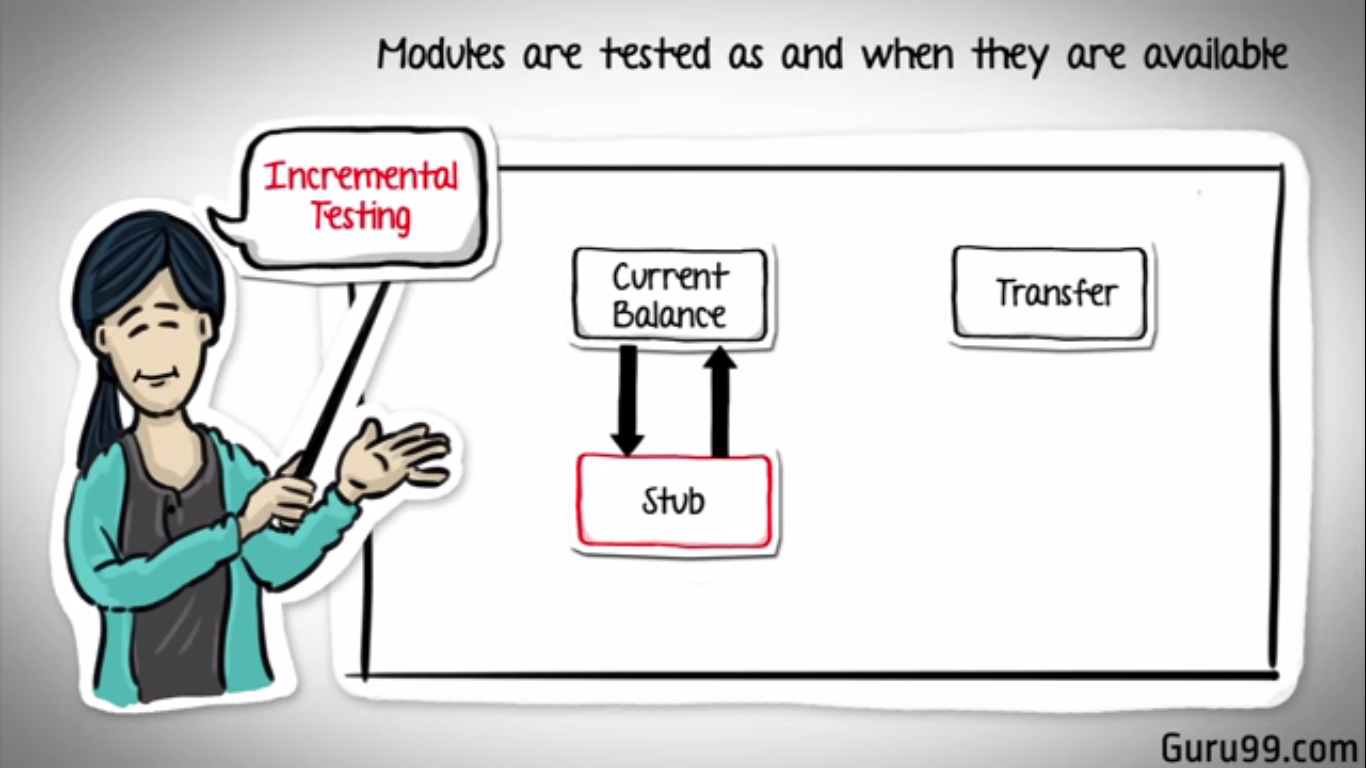 Modules are tested as and when they are available
Incremental
Testing
Current
Balance
Transfer
Stub
Guru99.com